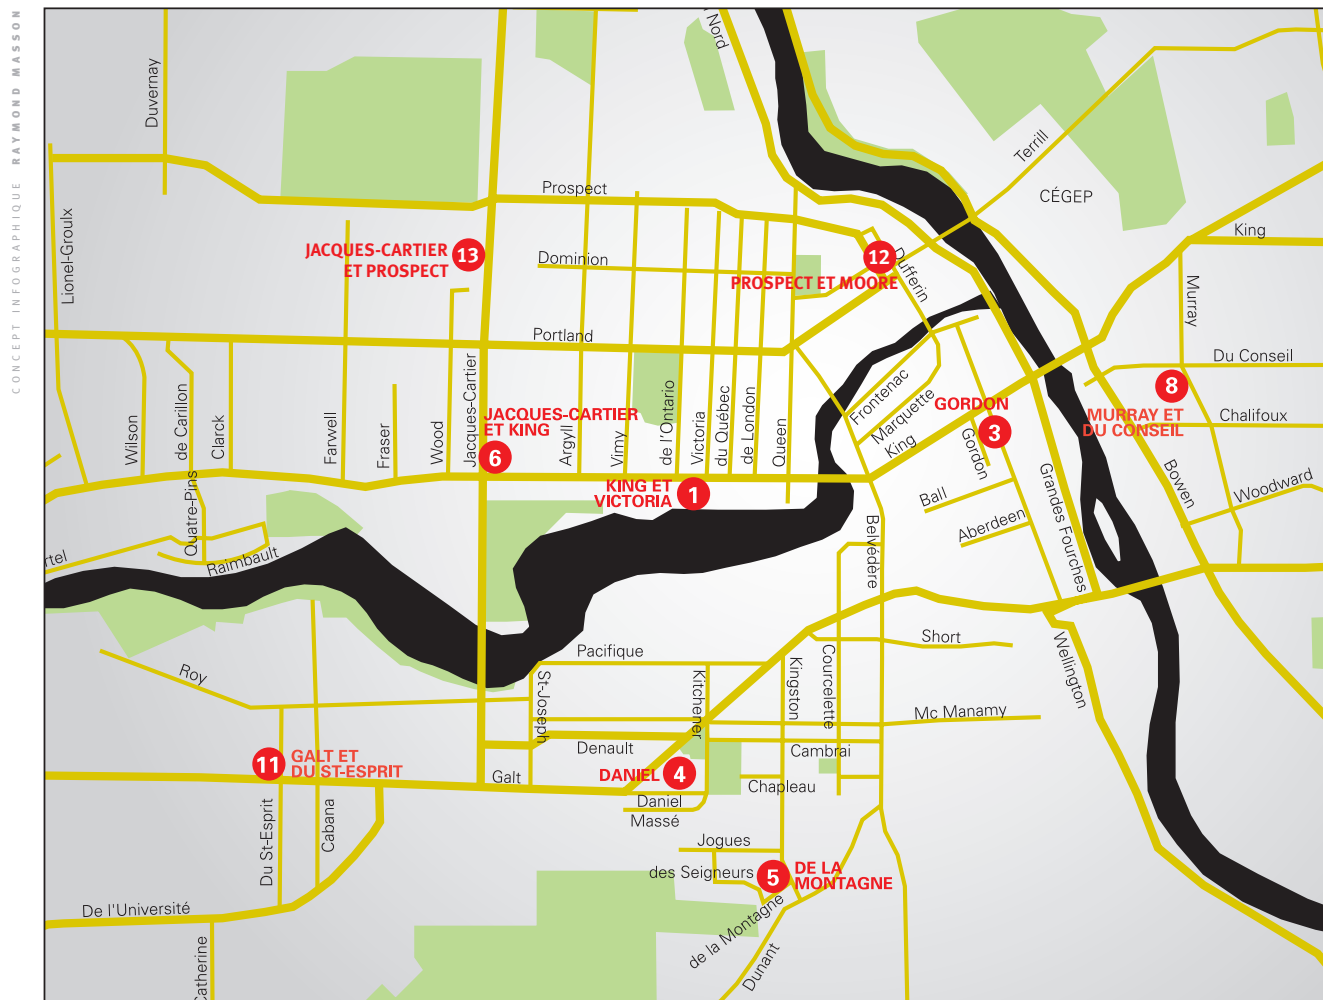 CONCEPT INFOGRAPHIQUE RAYMOND MASSON
Nord
Duvernay
Terrill
CÉGEP
Prospect
Lionel-Groulx
King
JACQUES-CARTIER
ET PROSPECT
13
Dominion
12
PROSPECT ET MOORE
Dufferin
Murray
Portland
Du Conseil
8
MURRAY ET
DU CONSEIL
Chalifoux
Wilson
de Carillon
Clarck
Farwell
Fraser
Wood
Jacques-Cartier
JACQUES-CARTIER
ET KING
6
Argyll
Vimy
de l'Ontario
Victoria
du Québec
de London
Queen
Frontenac
Marquette
King
GORDON
3
Gordon
KING ET
VICTORIA
1
Ball
Aberdeen
Grandes Fourches
Bowen
Woodward
Quatre-Pins
rtel
Raimbault
Belvédère
Short
Wellington
Pacifique
Roy
St-Joseph
Kitchener
Kingston
Courcelette
Mc Manamy
Denault
Cambrai
11
GALT ET
DU ST-ESPRIT
Galt
DANIEL
4
Chapleau
Daniel
Massé
Du St-Esprit
Cabana
Jogues
des Seigneurs
5
DE LA
MONTAGNE
De l'Université
de la Montagne
Dunant
Catherine